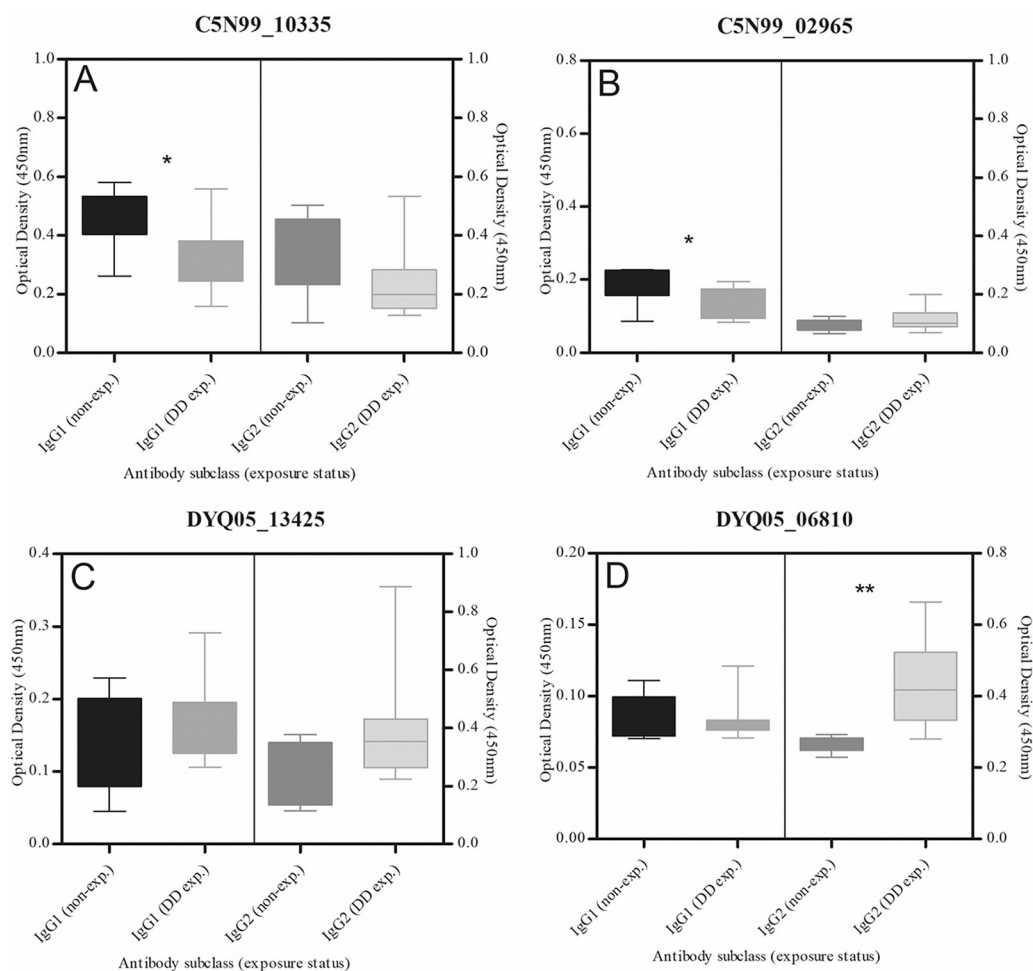 C5N99_10335
A
Optical Density (450nm)
1.0
0.8
0.6
0.4
0.2
0.0
*
1.0
0.8
0.6
0.4
0.2
0.0
Optical Density (450nm)
IgG1 (non-exp.)
IgG1 (DD exp.)
IgG2 (non-exp.)
IgG2 (DD exp.)
Antibody subclass (exposure status)
C5N99_02965
B
Optical Density (450nm)
0.8
0.6
0.4
0.2
0.0
*
1.0
0.8
0.6
0.4
0.2
0.0
Optical Density (450nm)
IgG1 (non-exp.)
IgG1 (DD exp.)
IgG2 (non-exp.)
IgG2 (DD exp.)
Antibody subclass (exposure status)
DYQ05_13425
C
Optical Density (450nm)
0.4
0.3
0.2
0.1
0.0
1.0
0.8
0.6
0.4
0.2
0.0
Optical Density (450nm)
IgG1 (non-exp.)
IgG1 (DD exp.)
IgG2 (non-exp.)
IgG2 (DD exp.)
Antibody subclass (exposure status)
DYQ05_06810
D
Optical Density (450nm)
0.20
0.15
0.10
0.05
0.00
**
0.8
0.6
0.4
0.2
0.0
Optical Density (450nm)
IgG1 (non-exp.)
IgG1 (DD exp.)
IgG2 (non-exp.)
IgG2 (DD exp.)
Antibody subclass (exposure status)